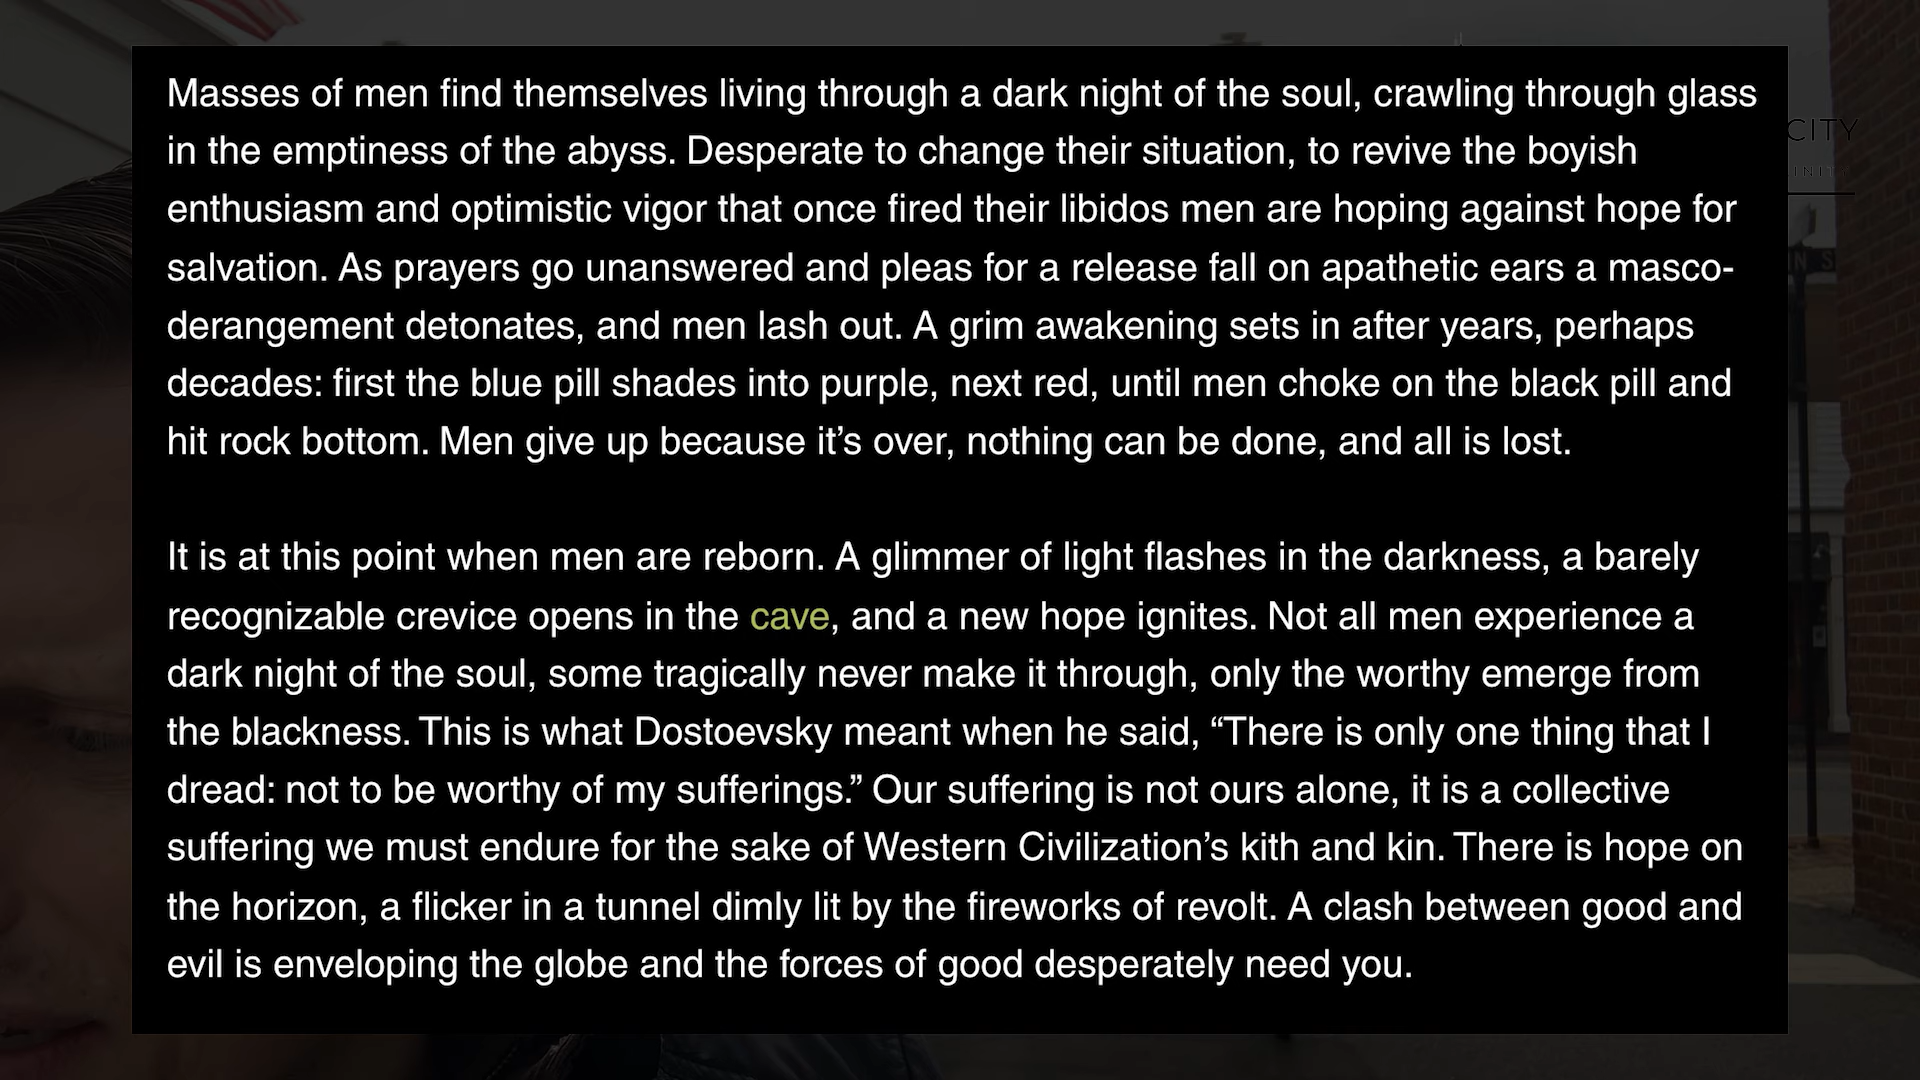 Masses of men find themselves living through a dark night of the soul, crawling through glass
in the emptiness of the abyss. Desperate to change their situation, to revive the boyish
enthusiasm and optimistic vigor that once fired their libidos men are hoping against hope for
salvation. As prayers go unanswered and pleas for a release fall on apathetic ears a masco-
derangement detonates, and men lash out. A grim awakening sets in after years, perhaps
decades: first the blue pill shades into purple, next red, until men choke on the black pill and
hit rock bottom. Men give up because it’s over, nothing can be done, and all is lost.
It is at this point when men are reborn. A glimmer of light flashes in the darkness, a barely
recognizable crevice opens in the cave, and a new hope ignites. Not all men experience a
dark night of the soul, some tragically never make it through, only the worthy emerge from
the blackness. This is what Dostoevsky meant when he said, “There is only one thing that I
dread: not to be worthy of my sufferings.” Our suffering is not ours alone, it is a collective
suffering we must endure for the sake of Western Civilization’s kith and kin. There is hope on
the horizon, a flicker in a tunnel dimly lit by the fireworks of revolt. A clash between good and
evil is enveloping the globe and the forces of good desperately need you.
CITY